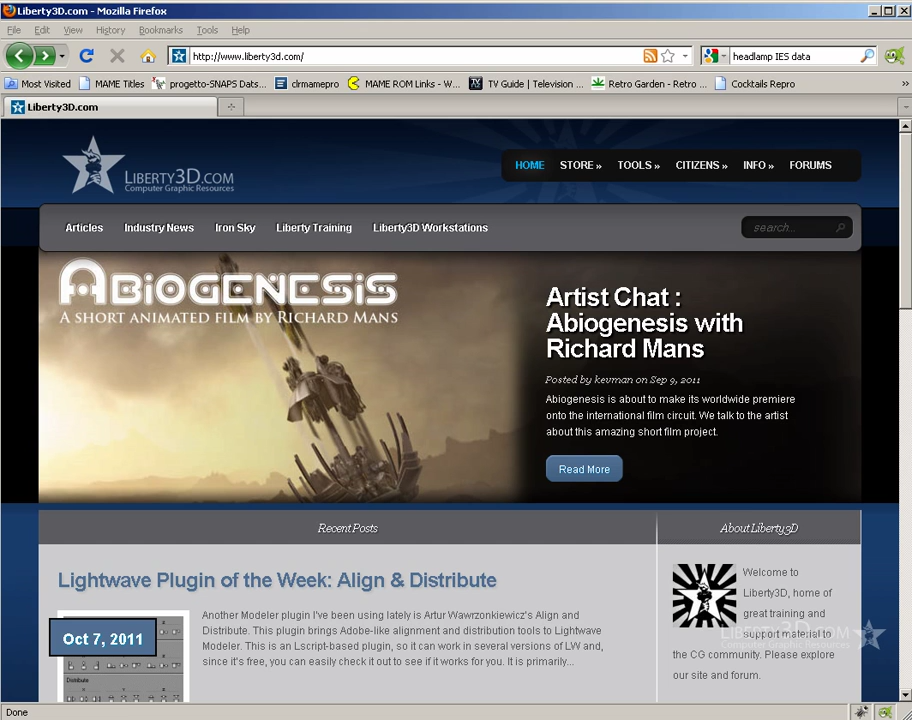 Liberty3D.com - Mozilla Firefox
File Edit View History Bookmarks Tools Help
http://www.liberty3d.com/ headlamp IES data
Most Visited MAME Titles progetto-SNAPS Dats... clrmamepro MAME ROM Links - W... TV Guide | Television ... Retro Garden - Retro ... Cocktails Repro »
Liberty3D.com
LIBERTY3D.COM
Computer Graphic Resources
HOME STORE » TOOLS » CITIZENS » INFO » FORUMS
Articles Industry News Iron Sky Liberty Training Liberty3D Workstations search...
ABIOGENESIS
A SHORT ANIMATED FILM BY RICHARD MANS
Artist Chat :
Abiogenesis with
Richard Mans
Posted by kevman on Sep 9, 2011
Abiogenesis is about to make its worldwide premiere
onto the international film circuit. We talk to the artist
about this amazing short film project.
Read More
Recent Posts
About Liberty3D
Lightwave Plugin of the Week: Align & Distribute
Oct 7, 2011
Distribute
Another Modeler plugin I've been using lately is Artur Wawrzonkiewicz's Align and
Distribute. This plugin brings Adobe-like alignment and distribution tools to Lightwave
Modeler. This is an Lscript-based plugin, so it can work in several versions of LW and,
since it's free, you can easily check it out to see if it works for you. It is primarily...
Welcome to
Liberty3D, home of
great training and
support material to
the CG community. Please explore
our site and forum.
LIBERTY3D.COM
Computer Graphic Resources
Done